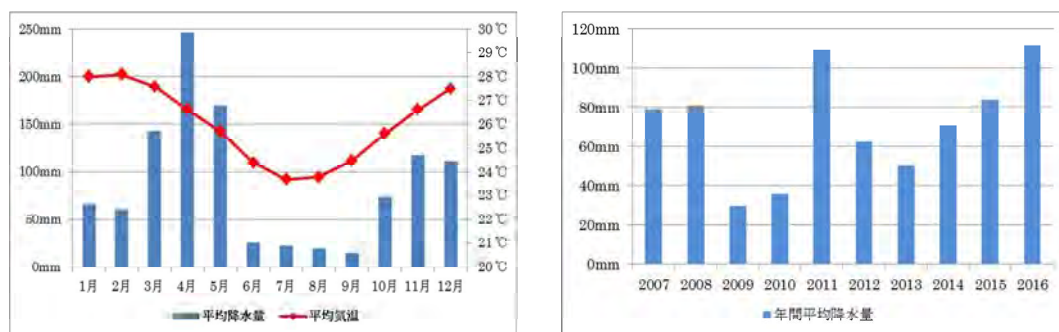 250mm
200mm
150mm
100mm
50mm
0mm
30℃
29℃
28℃
27℃
26℃
25℃
24℃
23℃
22℃
21℃
20℃
1月 2月 3月 4月 5月 6月 7月 8月 9月 10月 11月 12月
平均降水量 平均気温
120mm
100mm
80mm
60mm
40mm
20mm
0mm
2007 2008 2009 2010 2011 2012 2013 2014 2015 2016
年間平均降水量